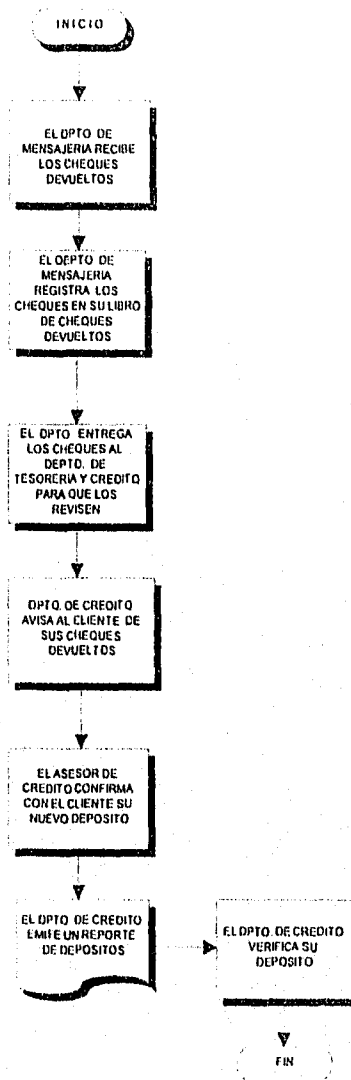 INICIO
EL DPTO. DE
MENSAJERIA RECIBE
LOS CHEQUES
DEVUELTOS
EL DEPTO. DE
MENSAJERIA
REGISTRA LOS
CHEQUES EN SU LIBRO
DE CHEQUES
DEVUELTOS
EL DPTO ENTREGA
LOS CHEQUES AL
DEPTO. DE
TESORERIA Y CREDITO
PARA QUE LOS
REVISEN
DPTO. DE CREDITO
AVISA AL CLIENTE DE
SUS CHEQUES
DEVUELTOS
EL ASESOR DE
CREDITO CONFIRMA
CON EL CLIENTE SU
NUEVO DEPOSITO
EL DPTO. DE CREDITO
EMITE UN REPORTE
DE DEPOSITOS
EL DPTO. DE CREDITO
VERIFICA SU
DEPOSITO
FIN